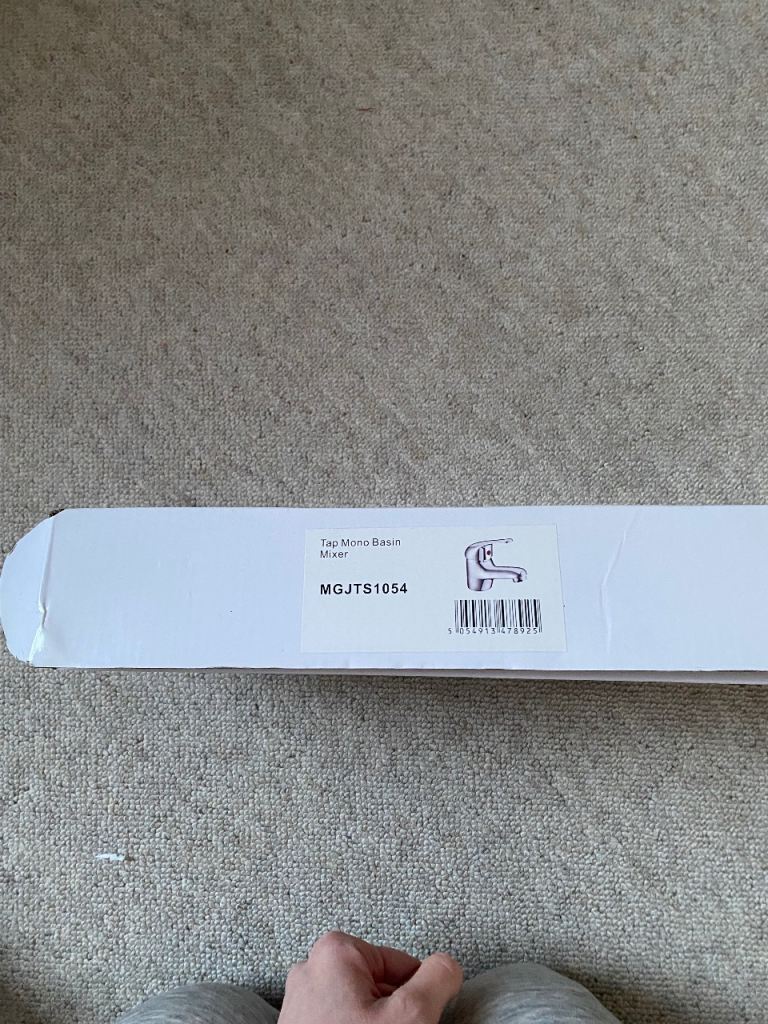 Tap Mono Basin
Mixer
MGJTS1054
5 054913 478925